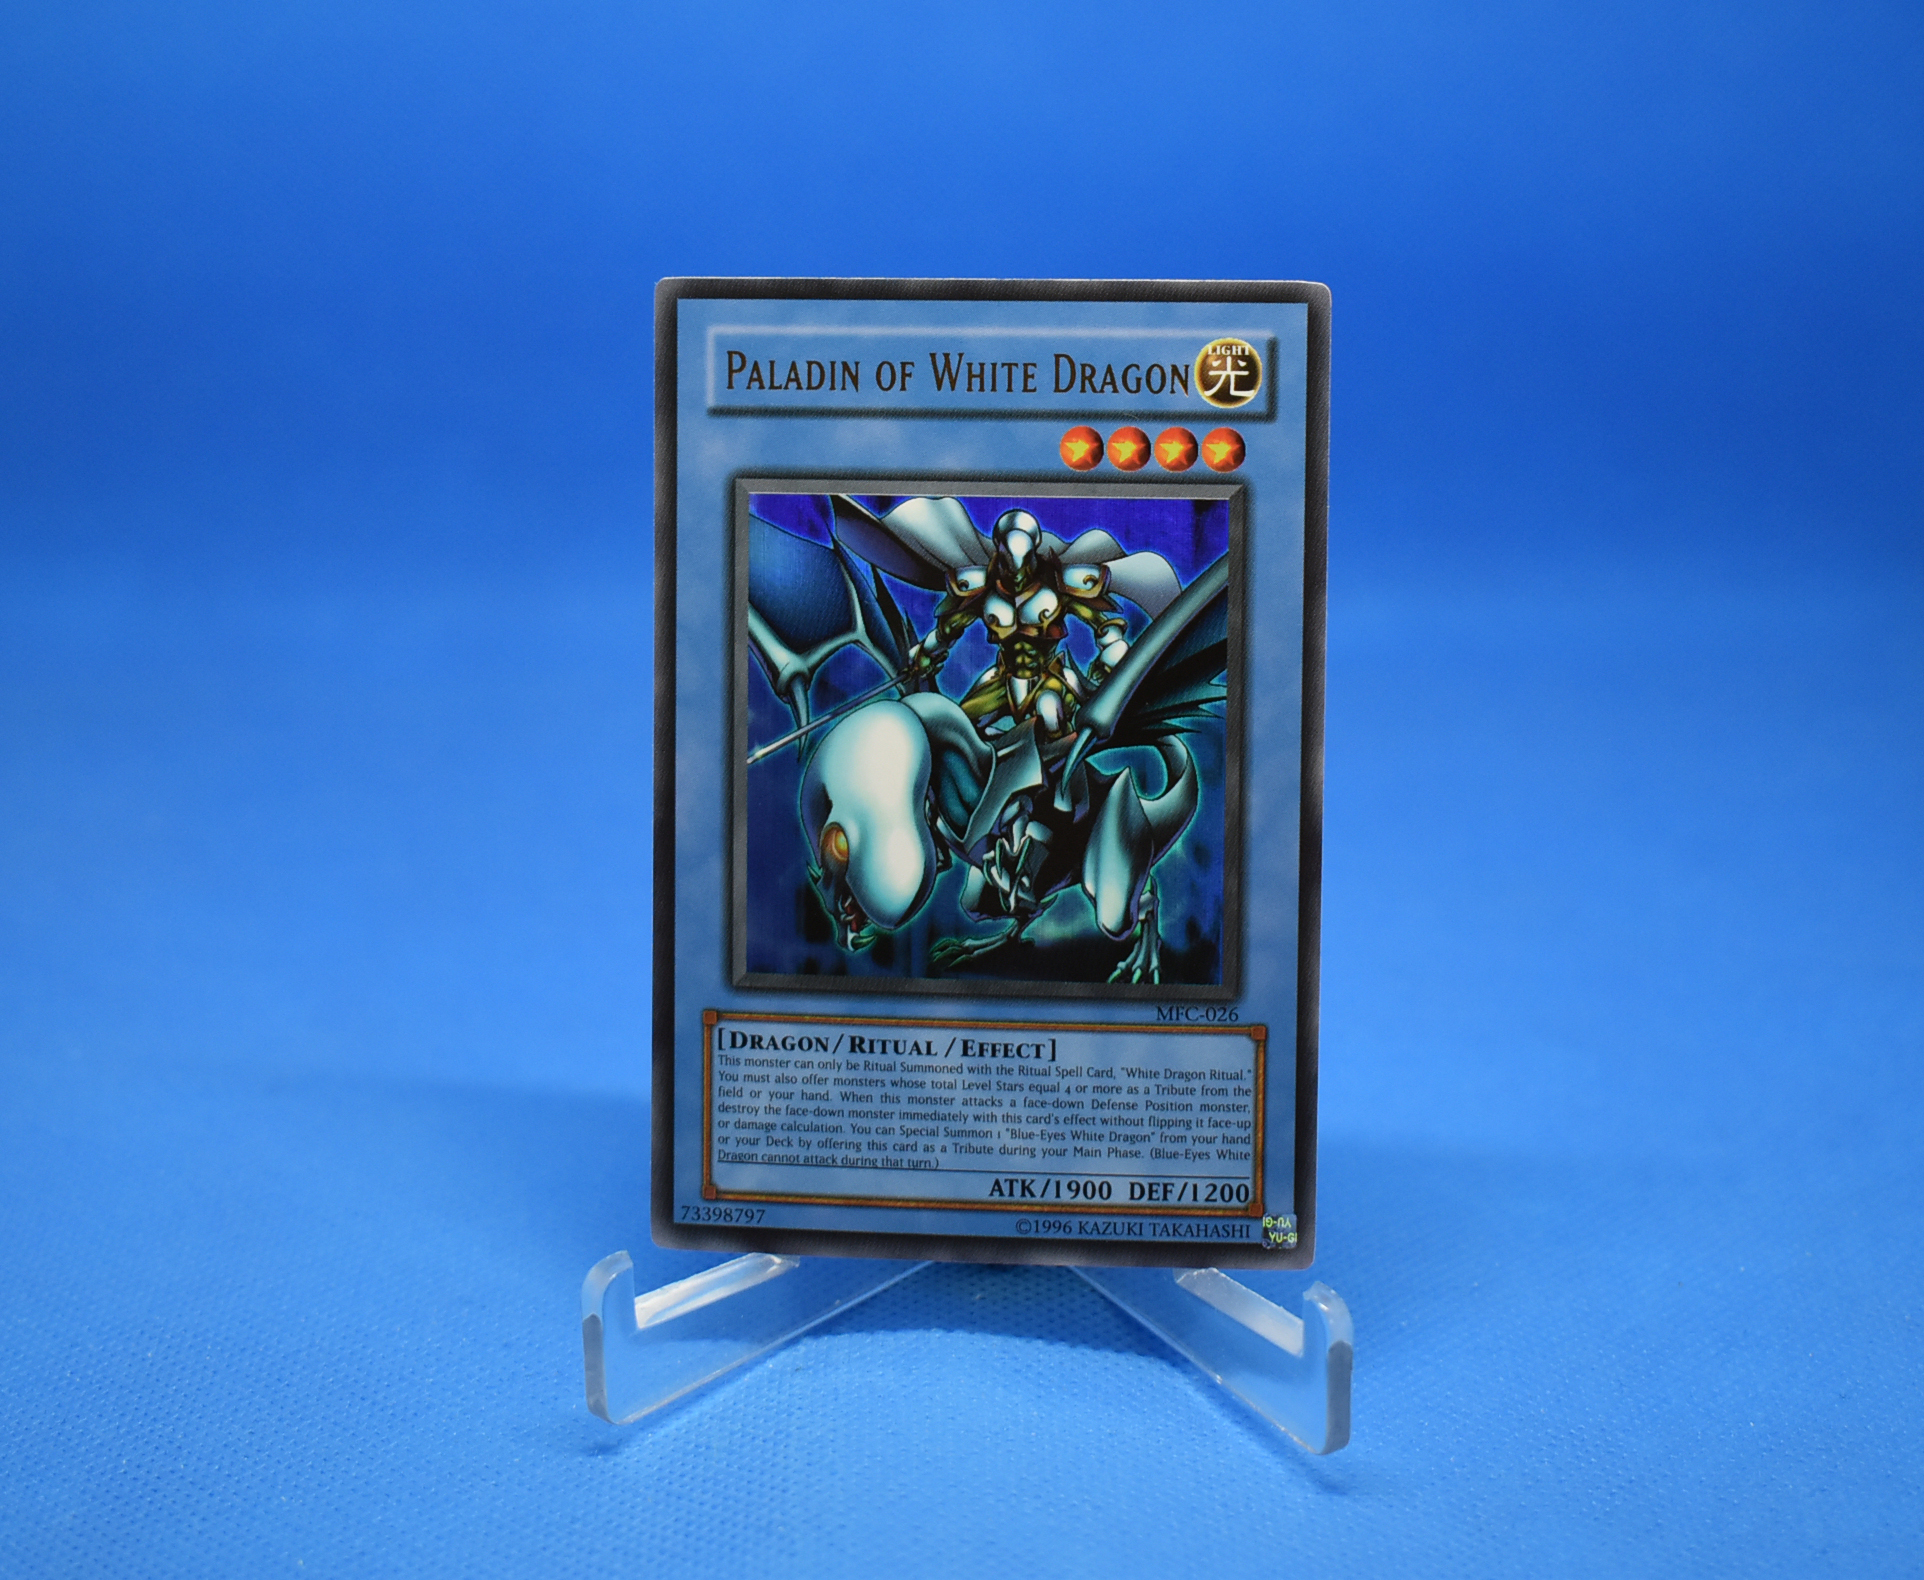 PALADIN OF WHITE DRAGON
LIGHT
光
MFC-026
[DRAGON/RITUAL /EFFECT]
This monster can only be Ritual Summoned with the Ritual Spell Card, "White Dragon Ritual."
You must also offer monsters whose total Level Stars equal 4 or more as a Tribute from the
field or your hand. When this monster attacks a face-down Defense Position monster,
destroy the face-down monster immediately with this card's effect without flipping it face-up
or damage calculation. You can Special Summon 1 "Blue-Eyes White Dragon" from your hand
or your Deck by offering this card as a Tribute during your Main Phase. (Blue-Eyes White
Dragon cannot attack during that turn.)
ATK/1900 DEF/1200
73398797
©1996 KAZUKI TAKAHASHI
YU-G